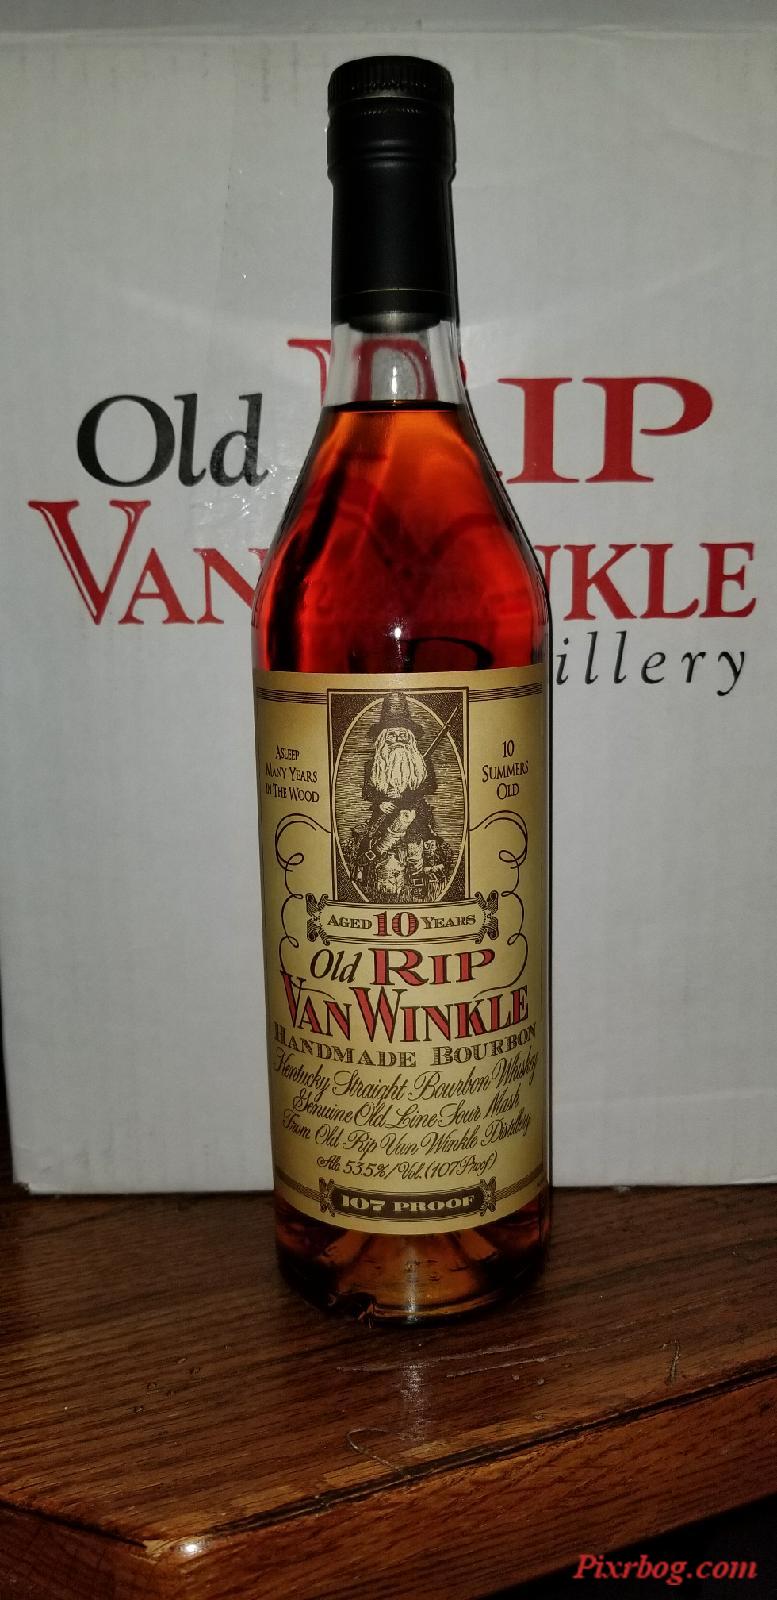 Old RIP
VAN NKLE
illery
ASLEEP
MANY YEARS
IN THE WOOD
10
SUMMERS
OLD
AGED 10 YEARS
Old RIP
VAN WINKLE
HANDMADE BOURBON
Kentucky Straight Bourbon Whiskey
Genuine Old Line Sour Mash
From Old Rip Van Winkle Distillery
Alc 53.5%/Vol. (107 Proof)
107 PROOF
Pixrbog.com